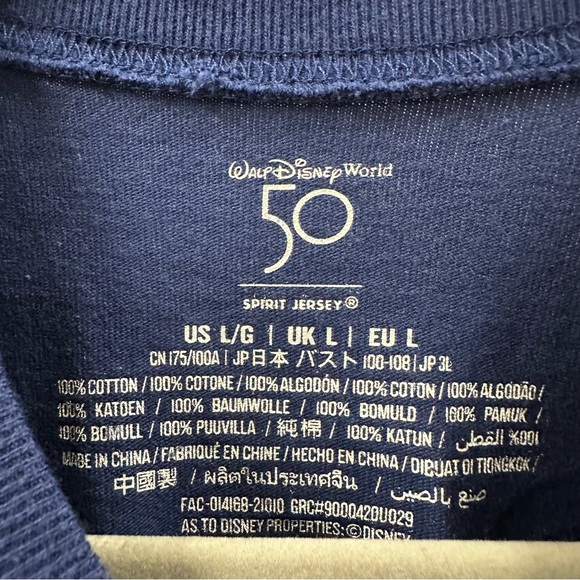 WALT DISNEY World
50
SPIRIT JERSEY®
US L/G | UK L | EU L
CN 175/100A | JP 日本 バスト 100-108 | JP 3L
100% COTTON / 100% COTONE / 100% ALGODÓN / 100% COTON / 100% ALGODÃO /
100% KATOEN / 100% BAUMWOLLE / 100% BOMULD / 100% PAMUK /
100% BOMULL / 100% PUUVILLA / 純棉 / 100% KATUN / 100% القطن /
MADE IN CHINA / FABRIQUÉ EN CHINE / HECHO EN CHINA / DIBUAT DI TIONGKOK /
中國製 / ผลิตในประเทศจีน / صنع بالصين
FAC-014168-21010 GRC#9000420U029
AS TO DISNEY PROPERTIES: ©DISNEY